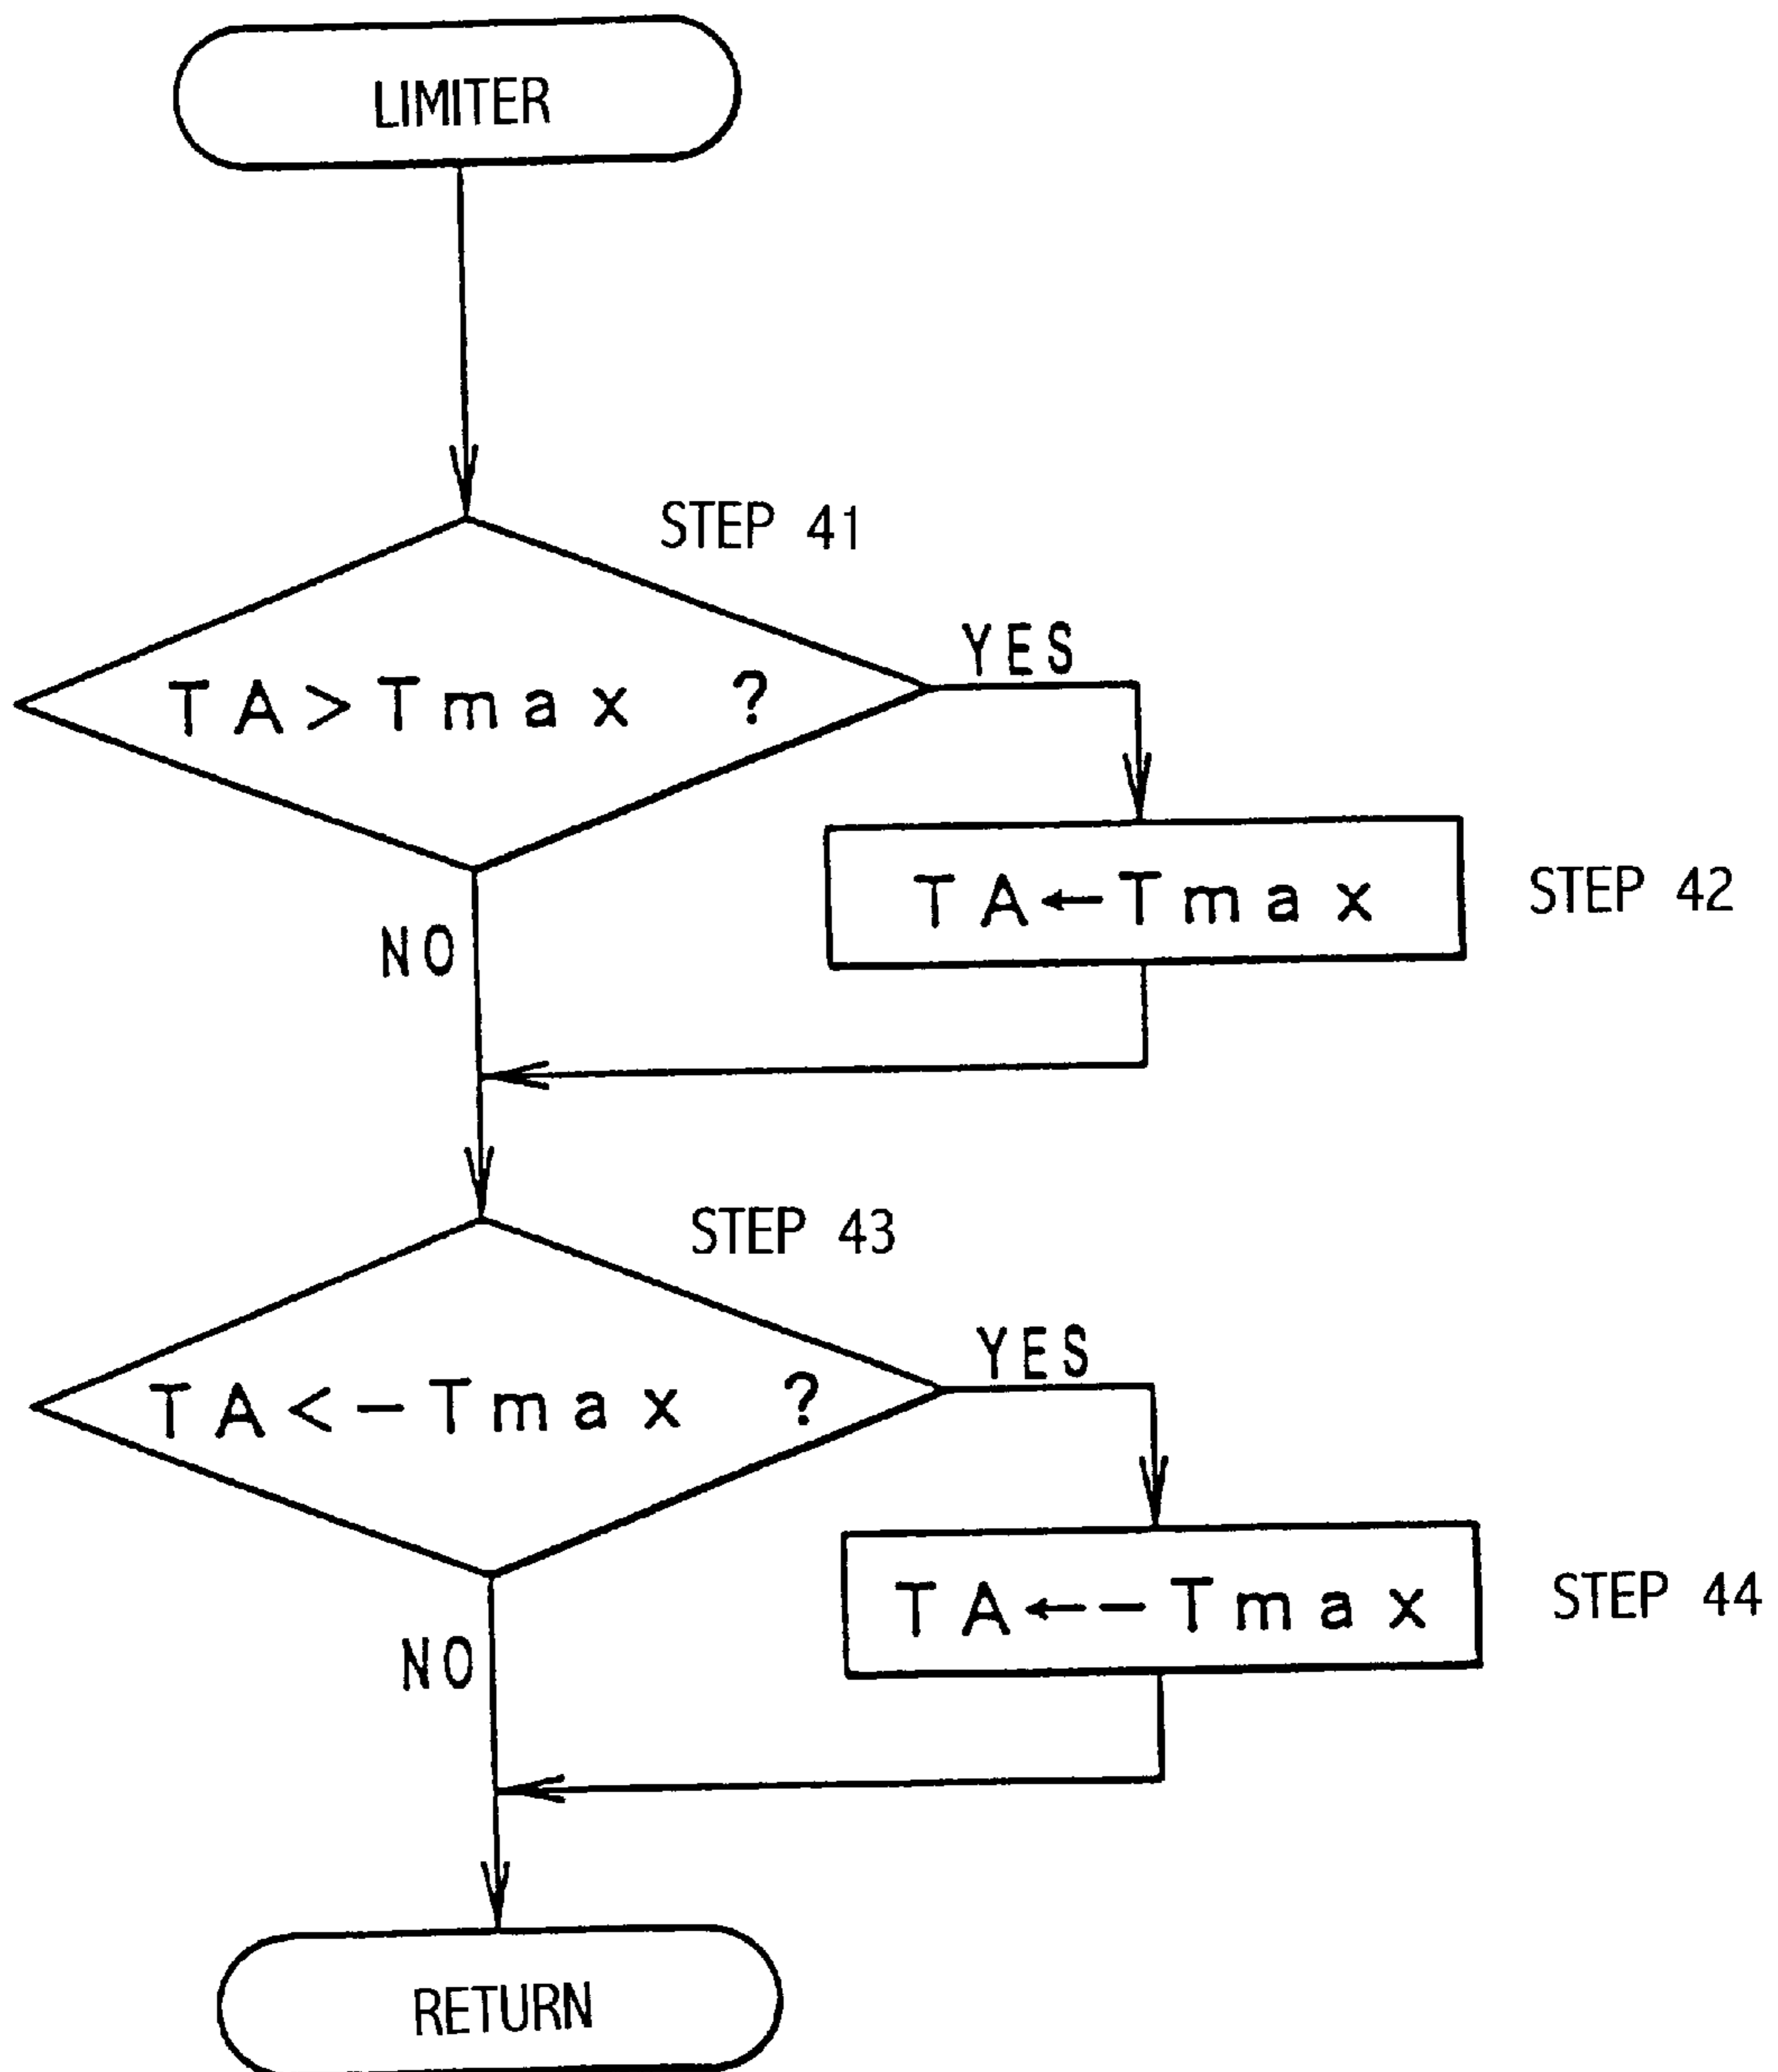 LIMITER
STEP 41
TA>Tmax ?
YES
TA←Tmax
STEP 42
NO
STEP 43
TA<-Tmax ?
YES
TA←-Tmax
STEP 44
NO
RETURN